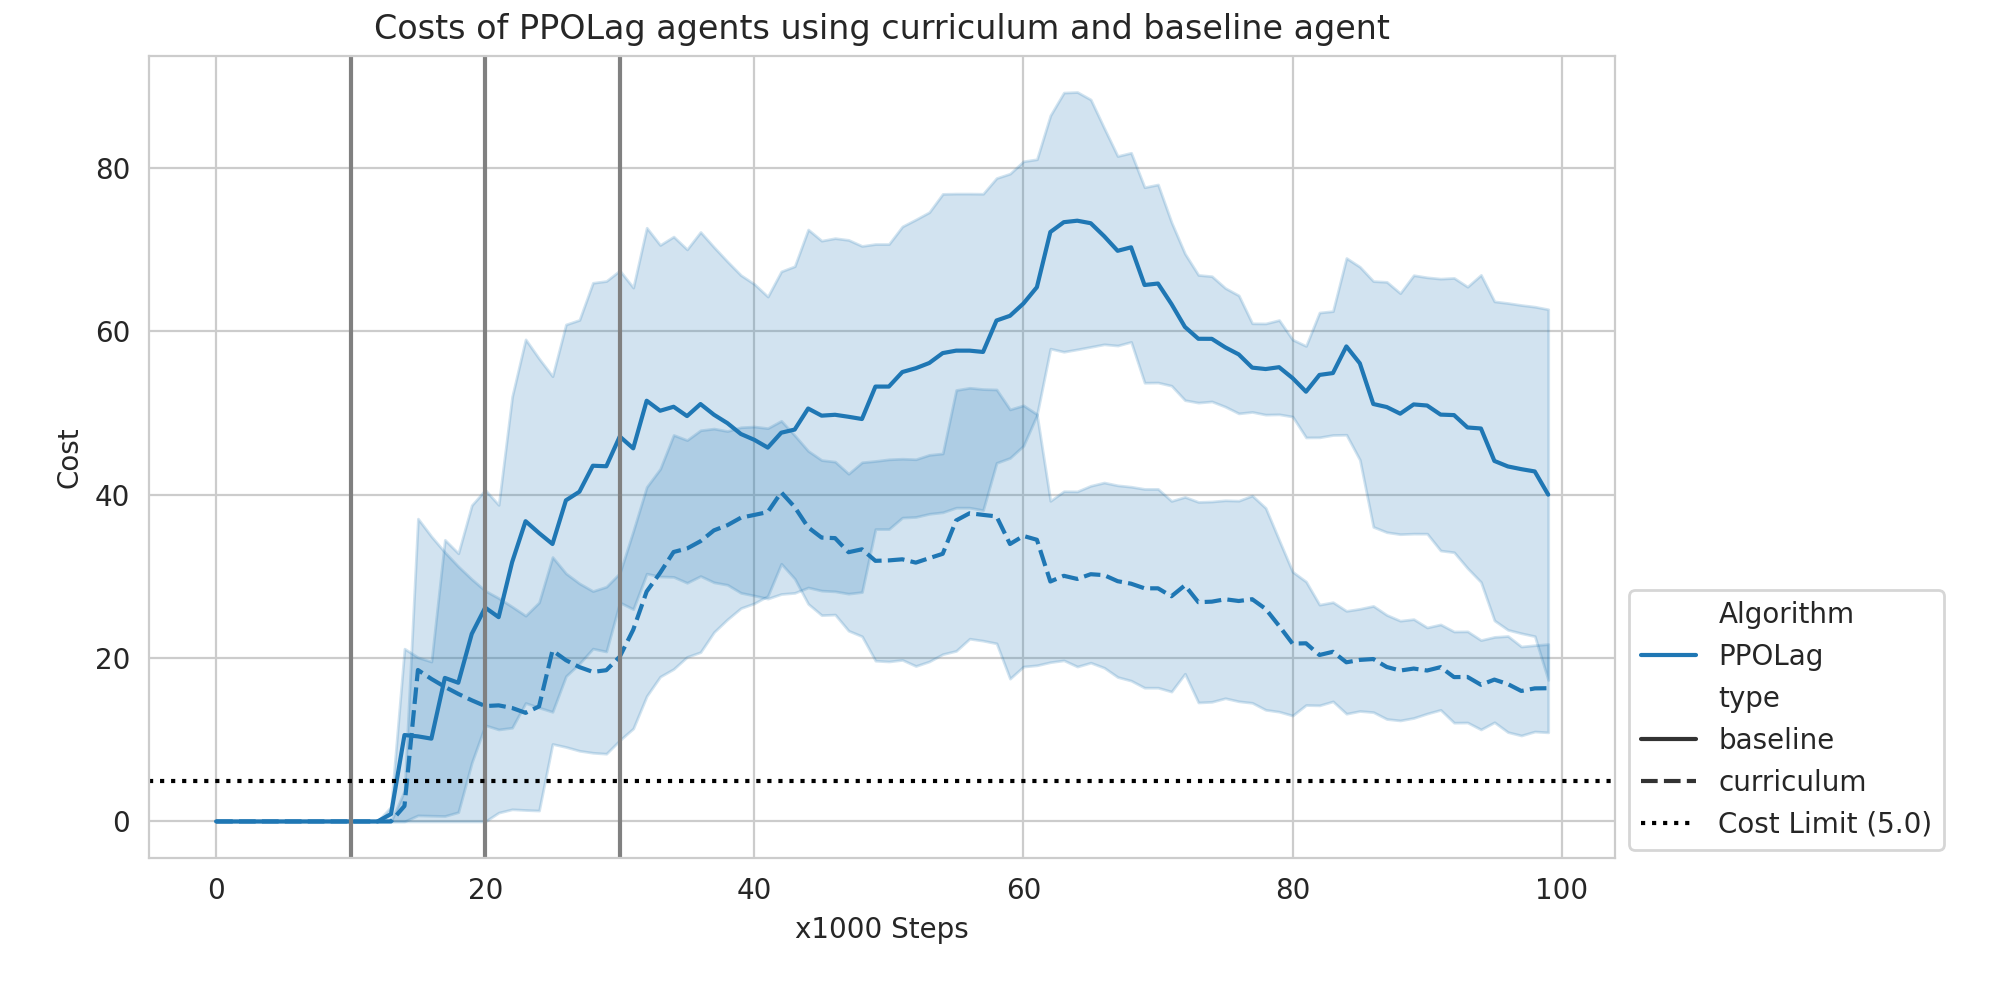 Costs of PPOLag agents using curriculum and baseline agent
Cost
80
60
40
20
0
0 20 40 60 80 100
x1000 Steps
Algorithm
PPOLag
type
baseline
curriculum
Cost Limit (5.0)